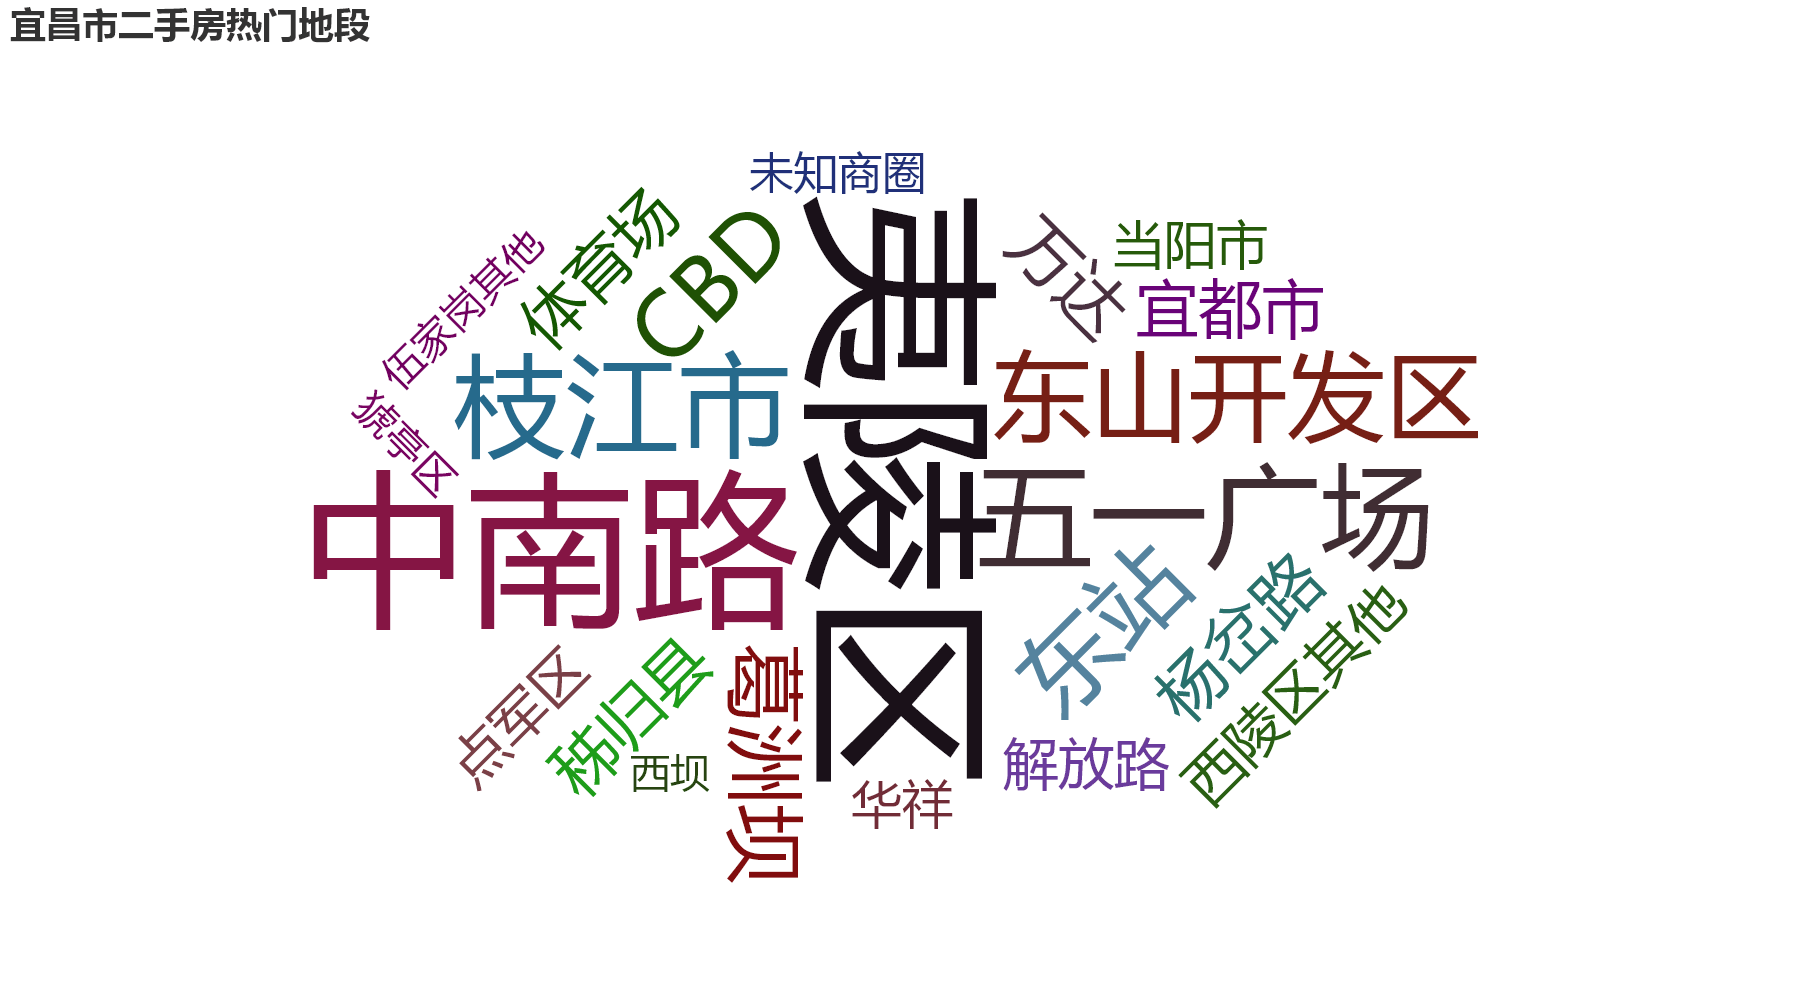 宜昌市二手房热门地段
未知商圈
夷陵区
体育场
CBD
万达
当阳市
宜都市
伍家岗其他
枝江市
东山开发区
猇亭区
中南路
五一广场
东站
杨岔路
西陵区其他
点军区
秭归县
西坝
葛洲坝
华祥
解放路